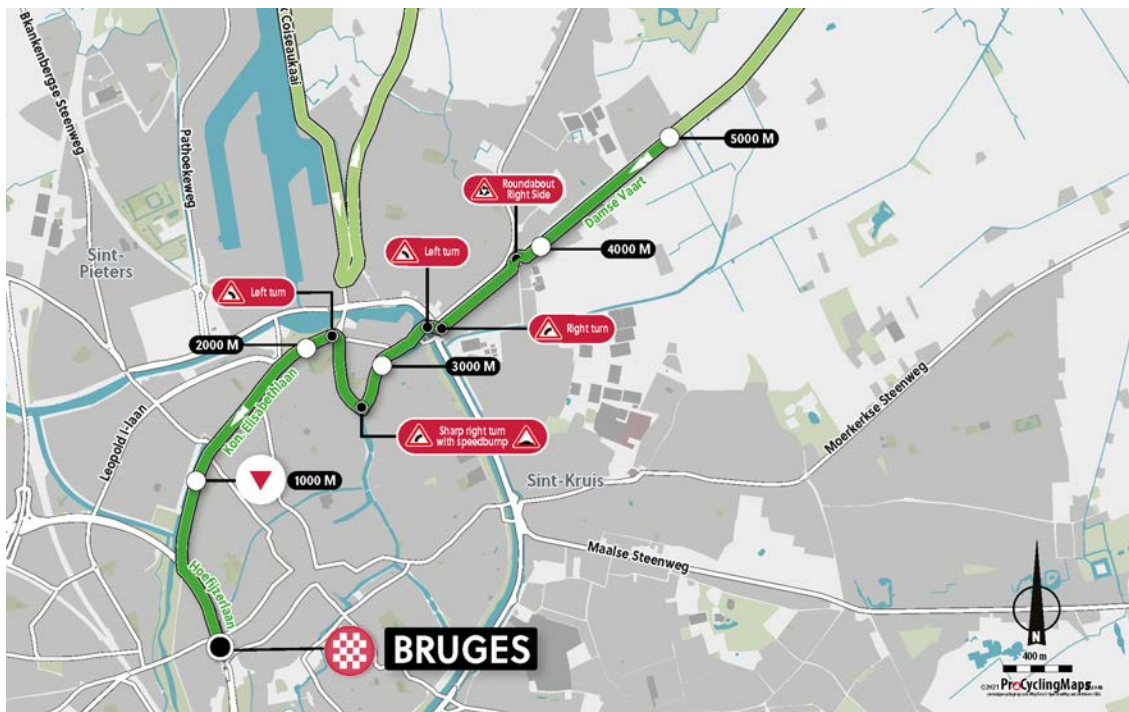 Bkankenbergse Steenweg
Pathoekeweg
k Coiseaukaai
5000 M
Roundabout
Right Side
Damse Vaart
4000 M
Sint-
Pieters
Left turn
Left turn
Right turn
2000 M
3000 M
Kon. Elisabethlaan
Leopold I-laan
Sharp right turn
with speedbump
Moerkerkse Steenweg
1000 M
Sint-Kruis
Maalse Steenweg
Hoefijzerlaan
BRUGES
N
400 m
©2021 ProCyclingMaps